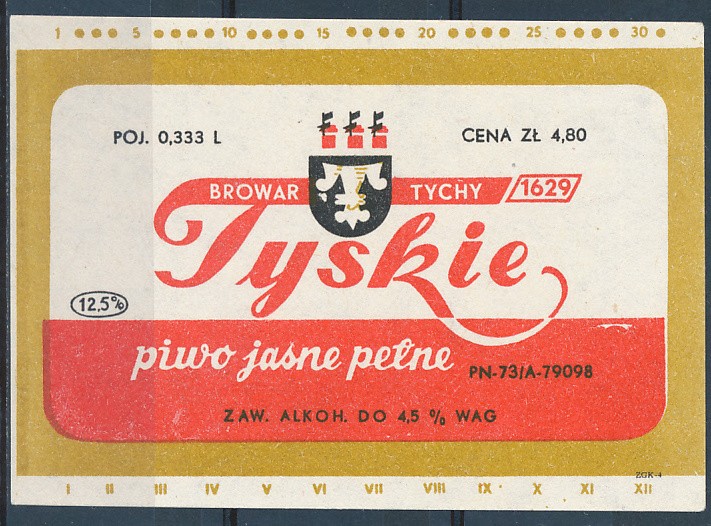 1 5 10 15 20 25 30
POJ. 0,333 L
CENA ZŁ 4,80
BROWAR TYCHY 1629
Tyskie
12,5%
piwo jasne pełne
PN-73/A-79098
ZAW. ALKOH. DO 4,5 % WAG
ZGK-4
I II III IV V VI VII VIII IX X XI XII